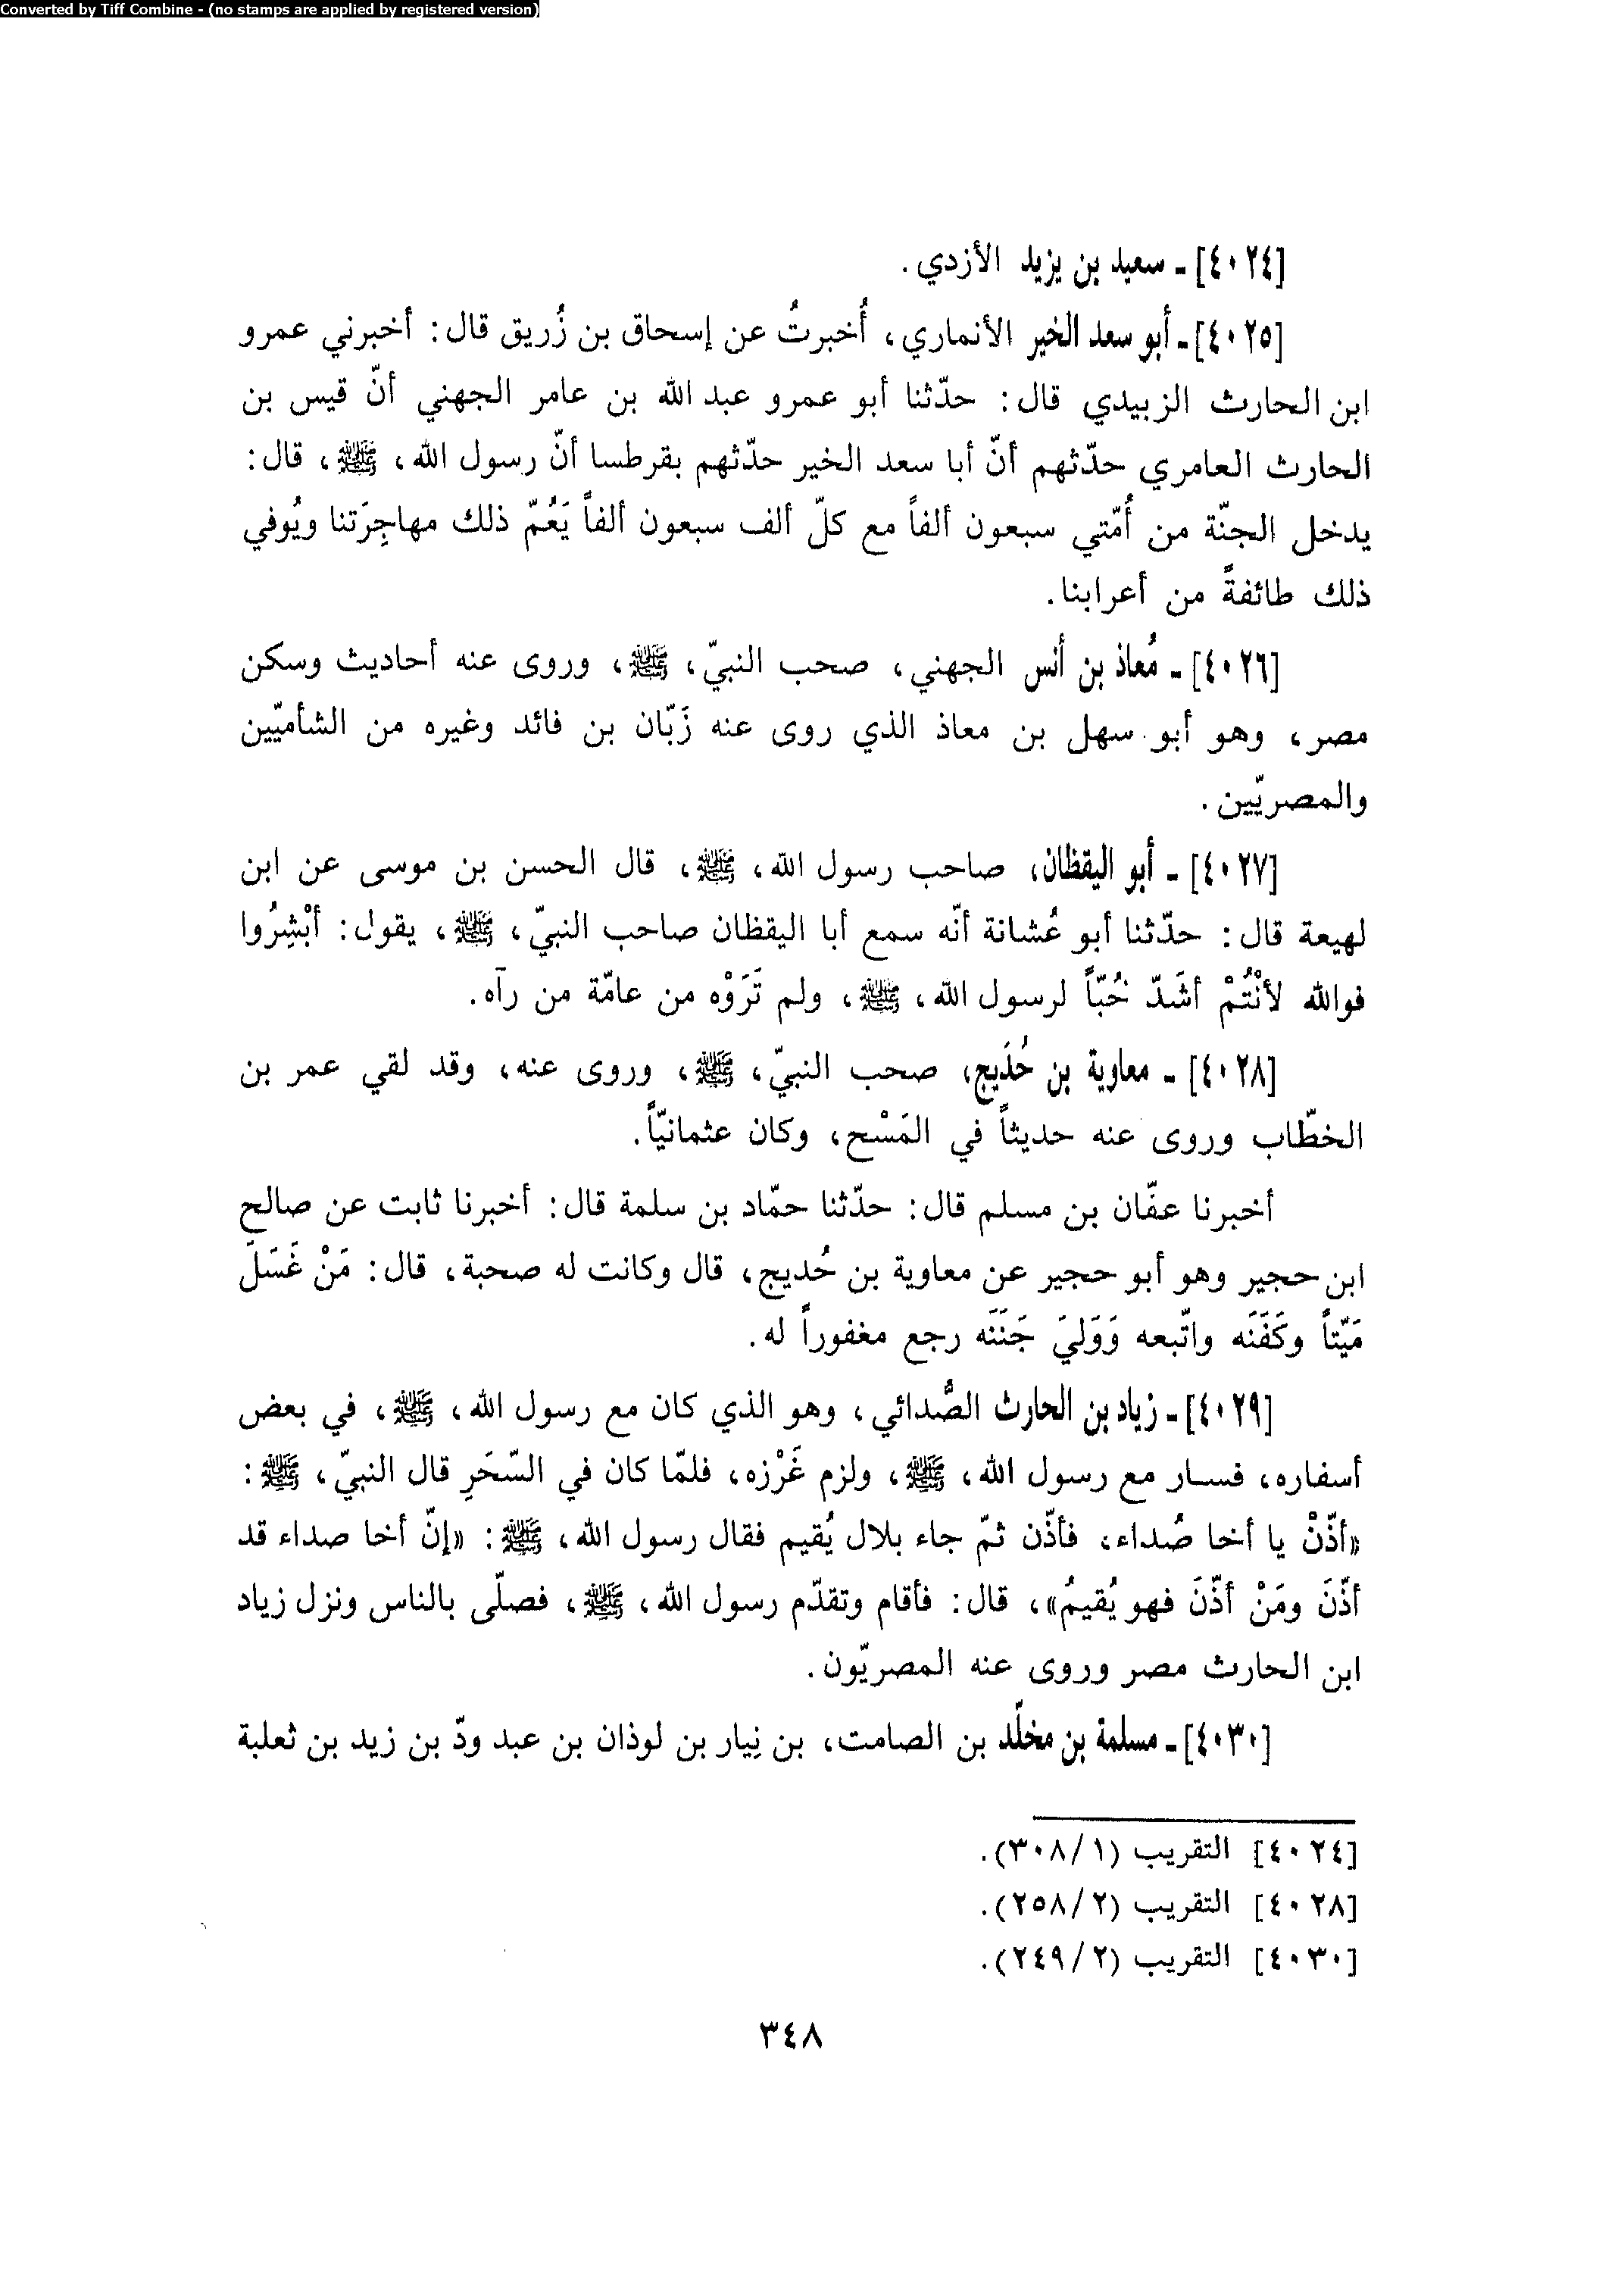 Converted by Tiff Combine - (no stamps are applied by registered version)
[٤٠٢٤] - سعيد بن يزيد الأزدي.
[٤٠٢٥] - أبو سعد الخير الأنماري، أُخبرتُ عن إسحاق بن زُريق قال: أخبرني عمرو
ابن الحارث الزبيدي قال: حدّثنا أبو عمرو عبد الله بن عامر الجهني أنّ قيس بن
الحارث العامري حدّثهم أنّ أبا سعد الخير حدّثهم بقرطسا أنّ رسول الله، ﷺ، قال:
يدخل الجنّة من أُمّتي سبعون ألفاً مع كلّ ألف سبعون ألفاً يَعُمّ ذلك مهاجِرَتنا ويُوفي
ذلك طائفةً من أعرابنا.
[٤٠٢٦] - مُعاذ بن أنس الجهني، صحب النبيّ، ﷺ، وروى عنه أحاديث وسكن
مصر، وهو أبو سهل بن معاذ الذي روى عنه زَبّان بن فائد وغيره من الشأميّين
والمصريّين.
[٤٠٢٧] - أبو اليقظان، صاحب رسول الله، ﷺ، قال الحسن بن موسى عن ابن
لهيعة قال: حدّثنا أبو عُشانة أنّه سمع أبا اليقظان صاحب النبيّ، ﷺ، يقول: أبْشِرُوا
فوالله لأنْتُمْ أشَدّ حُبّاً لرسول الله، ﷺ، ولم تَرَوْه من عامّة من رآه.
[٤٠٢٨] - معاوية بن حُدَيج، صحب النبيّ، ﷺ، وروى عنه، وقد لقي عمر بن
الخطّاب وروى عنه حديثاً في المَسْح، وكان عثمانيّاً.
أخبرنا عفّان بن مسلم قال: حدّثنا حمّاد بن سلمة قال: أخبرنا ثابت عن صالح
ابن حجير وهو أبو حجير عن معاوية بن حُديج، قال وكانت له صحبة، قال: مَنْ غَسَلَ
مَيّتاً وكَفَنَه واتّبعه وَوَليَ جَنَنَه رجع مغفوراً له.
[٤٠٢٩] - زياد بن الحارث الصُّدائي، وهو الذي كان مع رسول الله، ﷺ، في بعض
أسفاره، فسار مع رسول الله، ﷺ، ولزم غَرْزه، فلمّا كان في السّحَرِ قال النبيّ، ﷺ:
«أذّنْ يا أخا صُداء، فأذّن ثمّ جاء بلال يُقيم فقال رسول الله، ﷺ: «إنّ أخا صداء قد
أذّنَ ومَنْ أذّنَ فهو يُقيمُ»، قال: فأقام وتقدّم رسول الله، ﷺ، فصلّى بالناس ونزل زياد
ابن الحارث مصر وروى عنه المصريّون.
[٤٠٣٠] - مسلمة بن مخلّد بن الصامت، بن نِيار بن لوذان بن عبد ودّ بن زيد بن ثعلبة
[٤٠٢٤] التقريب (٣٠٨/١).
[٤٠٢٨] التقريب (٢٥٨/٢).
[٤٠٣٠] التقريب (٢٤٩/٢).
٣٤٨